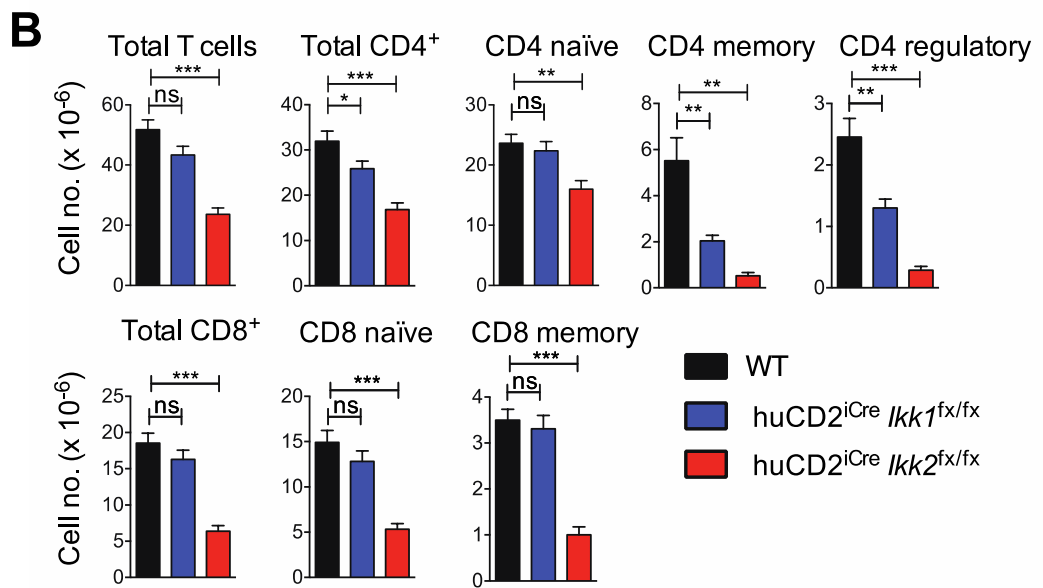 B
Total T cells
Total CD4⁺
CD4 naïve
CD4 memory
CD4 regulatory
Cell no. (x 10⁻⁶)
***
ns
60
40
20
0
***
*
40
30
20
10
0
**
ns
30
20
10
0
**
**
8
6
4
2
0
***
**
3
2
1
0
Total CD8⁺
CD8 naïve
CD8 memory
Cell no. (x 10⁻⁶)
***
ns
25
20
15
10
5
0
***
ns
20
15
10
5
0
***
ns
4
3
2
1
0
WT
huCD2ⁱCʳᵉ Ikk1ᶠˣ/ᶠˣ
huCD2ⁱCʳᵉ Ikk2ᶠˣ/ᶠˣ